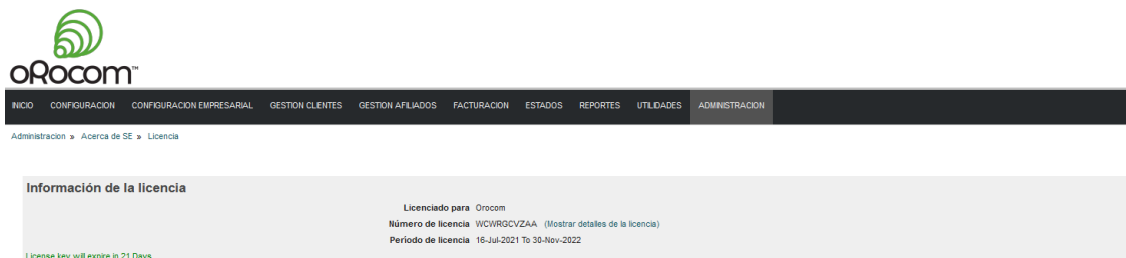 oRocom™
INICIO CONFIGURACION CONFIGURACION EMPRESARIAL GESTION CLIENTES GESTION AFILIADOS FACTURACION ESTADOS REPORTES UTILIDADES ADMINISTRACION
Administracion » Acerca de SE » Licencia
Información de la licencia
Licenciado para Orocom
Número de licencia WCWRGCVZAA (Mostrar detalles de la licencia)
Período de licencia 16-Jul-2021 To 30-Nov-2022
License key will expire in 21 Days